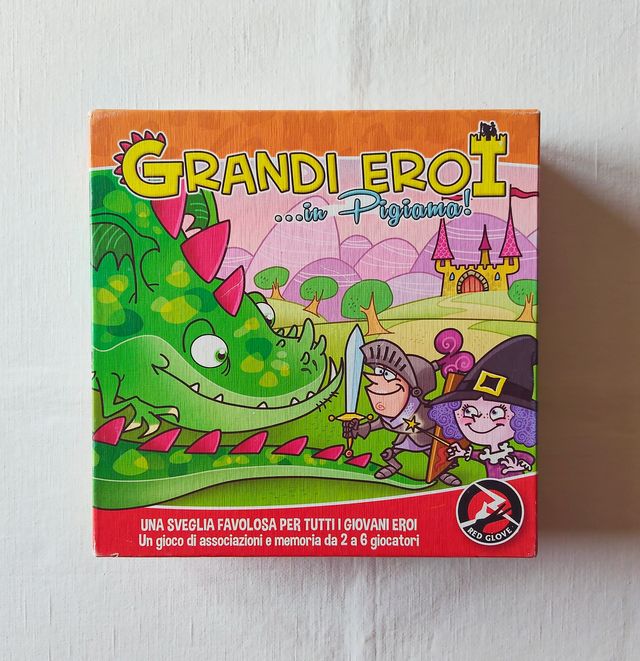 GRANDI EROI
...in Pigiama!
UNA SVEGLIA FAVOLOSA PER TUTTI I GIOVANI EROI
Un gioco di associazioni e memoria da 2 a 6 giocatori
RED GLOVE